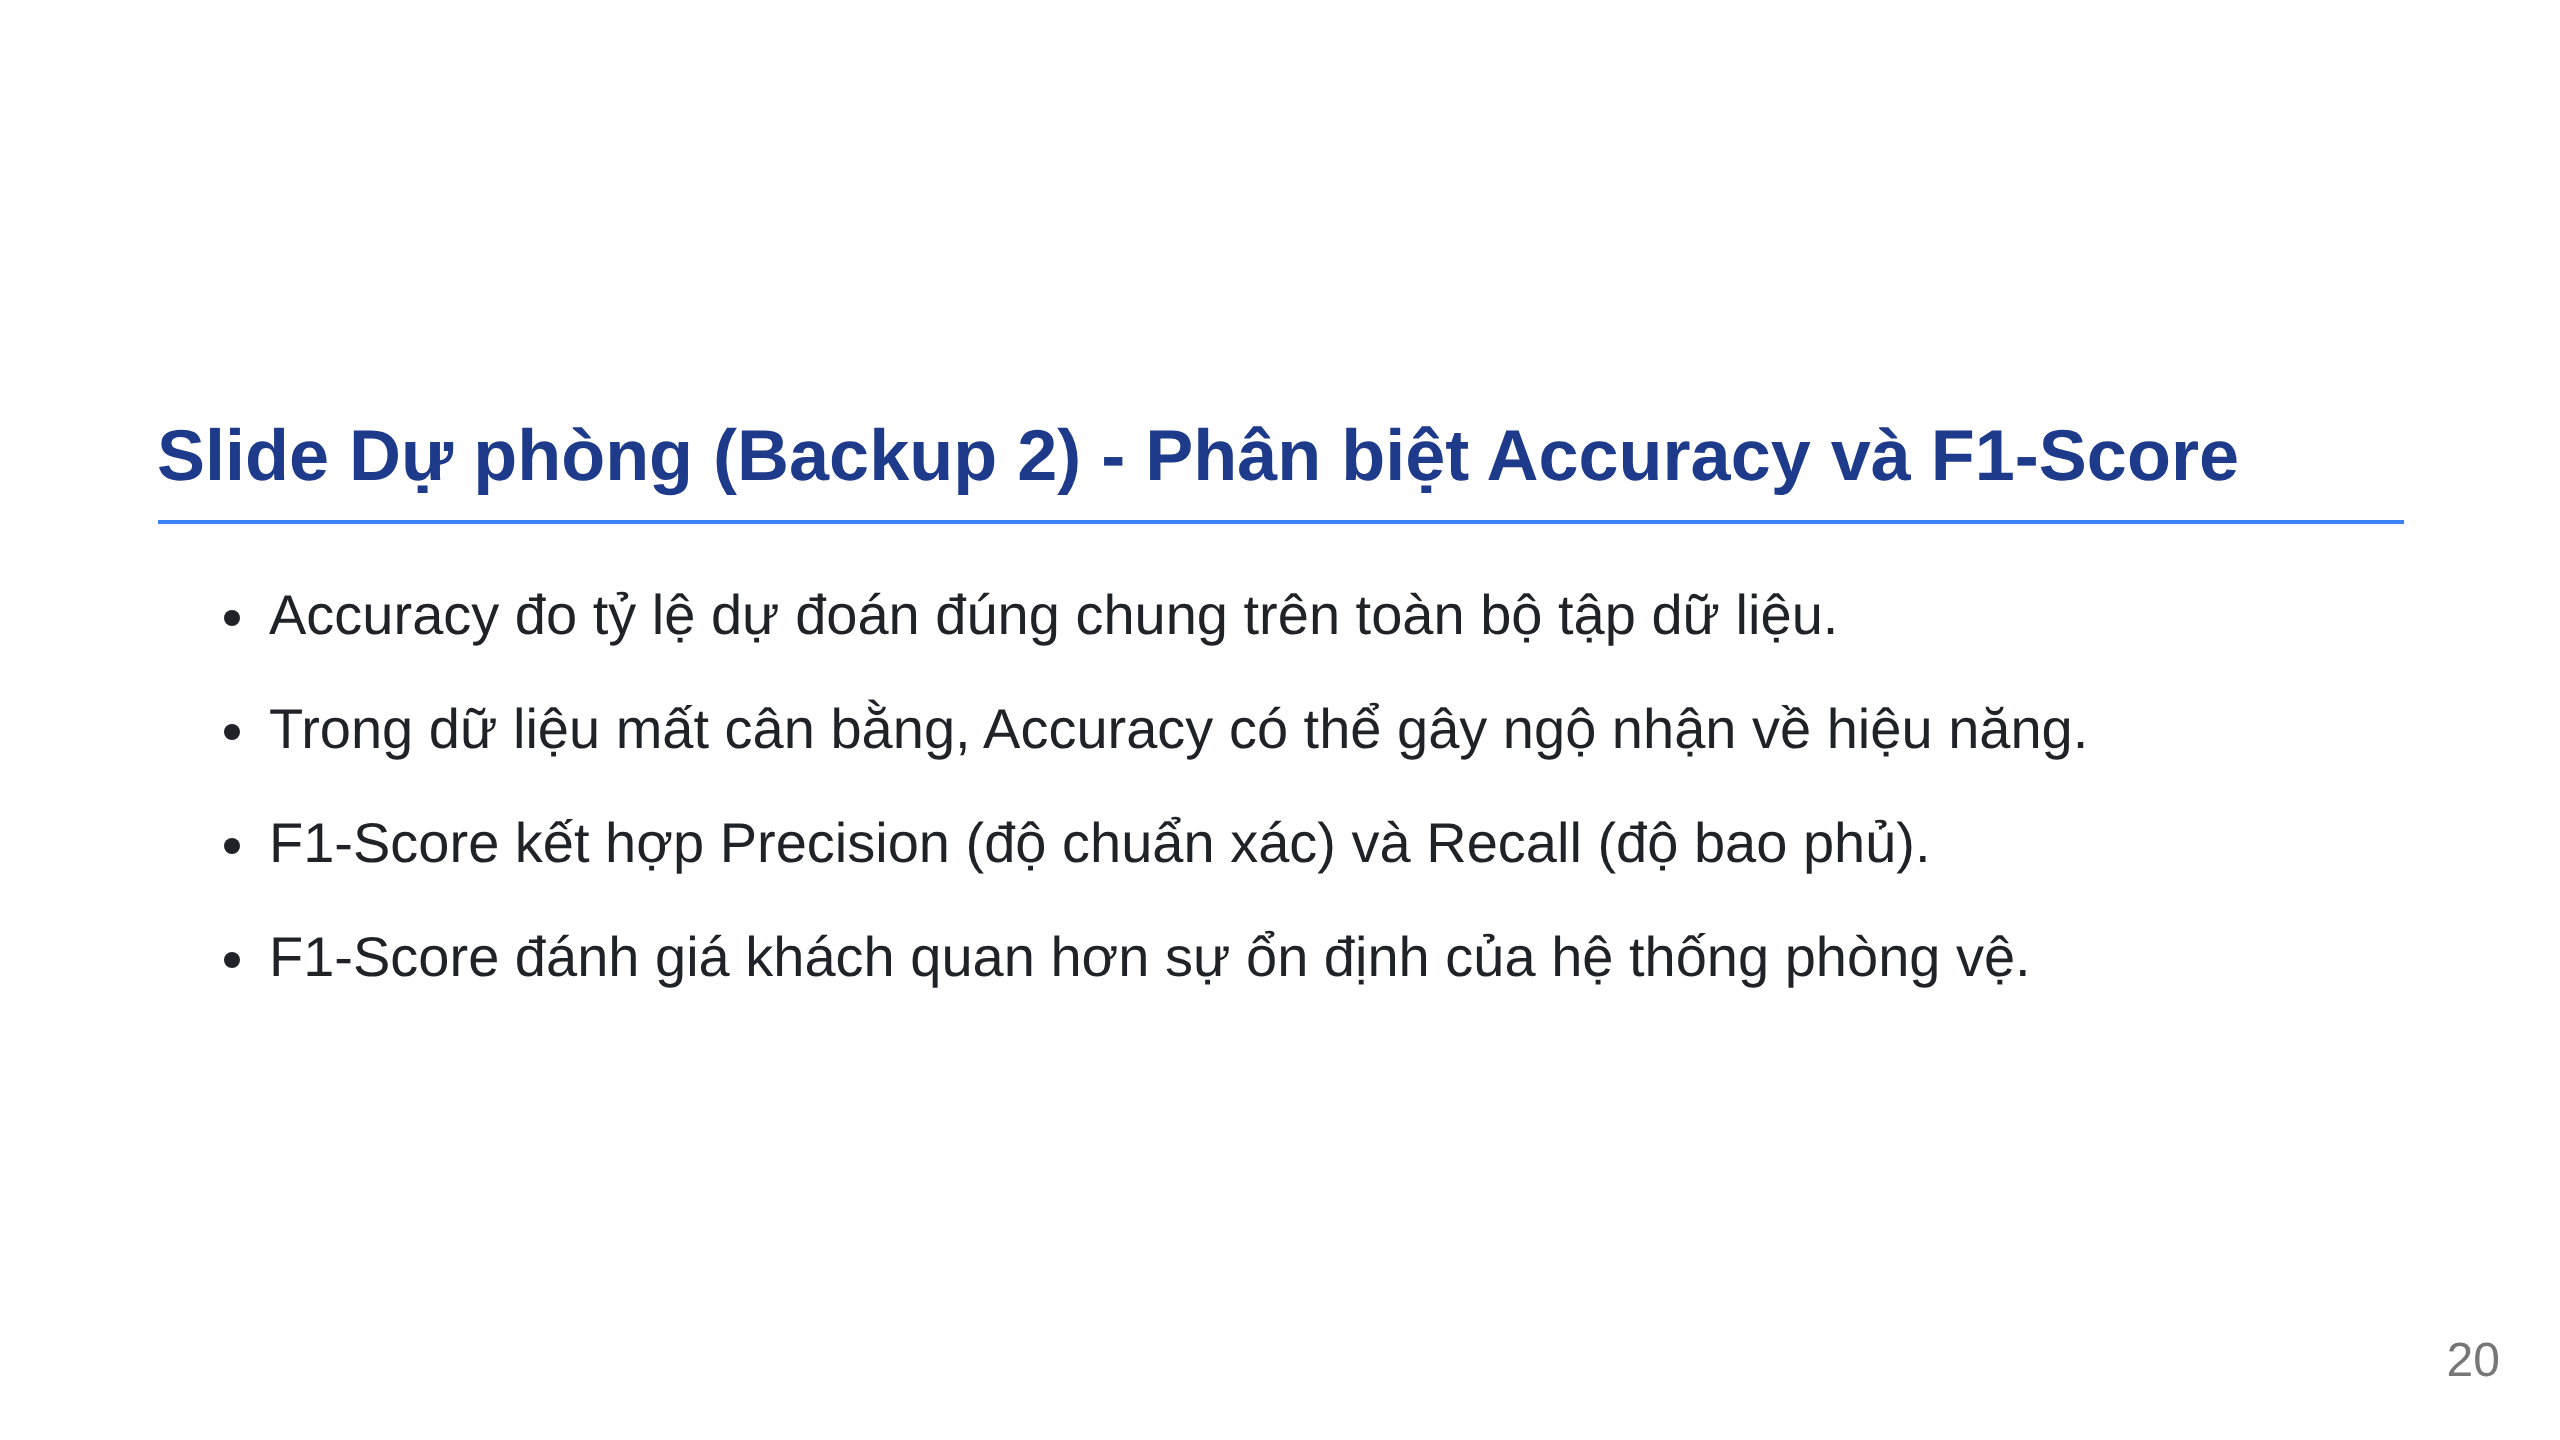 Slide Dự phòng (Backup 2) - Phân biệt Accuracy và F1-Score
Accuracy đo tỷ lệ dự đoán đúng chung trên toàn bộ tập dữ liệu.
Trong dữ liệu mất cân bằng, Accuracy có thể gây ngộ nhận về hiệu năng.
F1-Score kết hợp Precision (độ chuẩn xác) và Recall (độ bao phủ).
F1-Score đánh giá khách quan hơn sự ổn định của hệ thống phòng vệ.
20